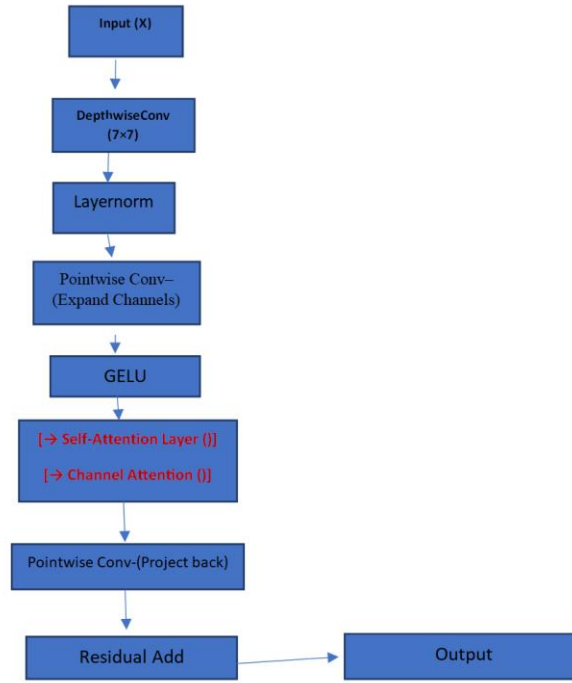 Input (X)
DepthwiseConv
(7×7)
Layernorm
Pointwise Conv–
(Expand Channels)
GELU
[→ Self-Attention Layer ()]
[→ Channel Attention ()]
Pointwise Conv-(Project back)
Residual Add
Output